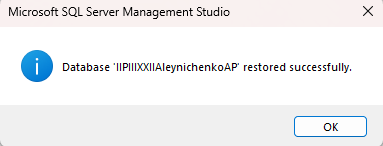 Microsoft SQL Server Management Studio
Database 'IIPIIIXXIIAleynichenkoAP' restored successfully.
OK